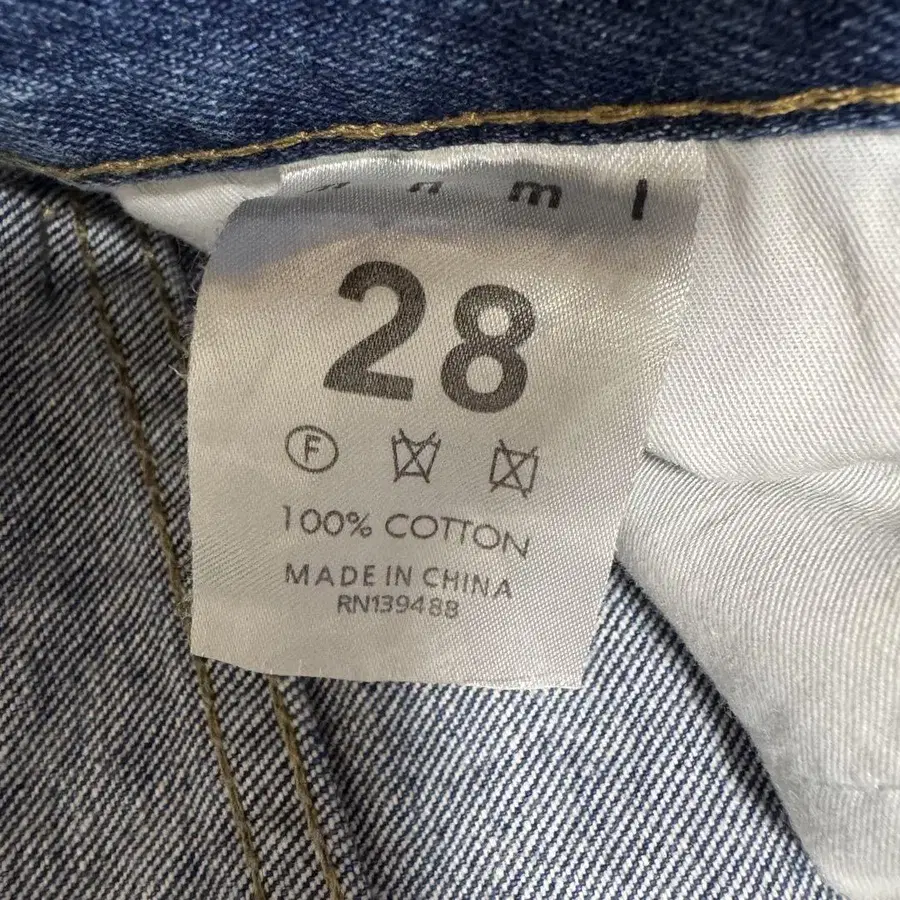 m l
28
F
100% COTTON
MADE IN CHINA
RN139488